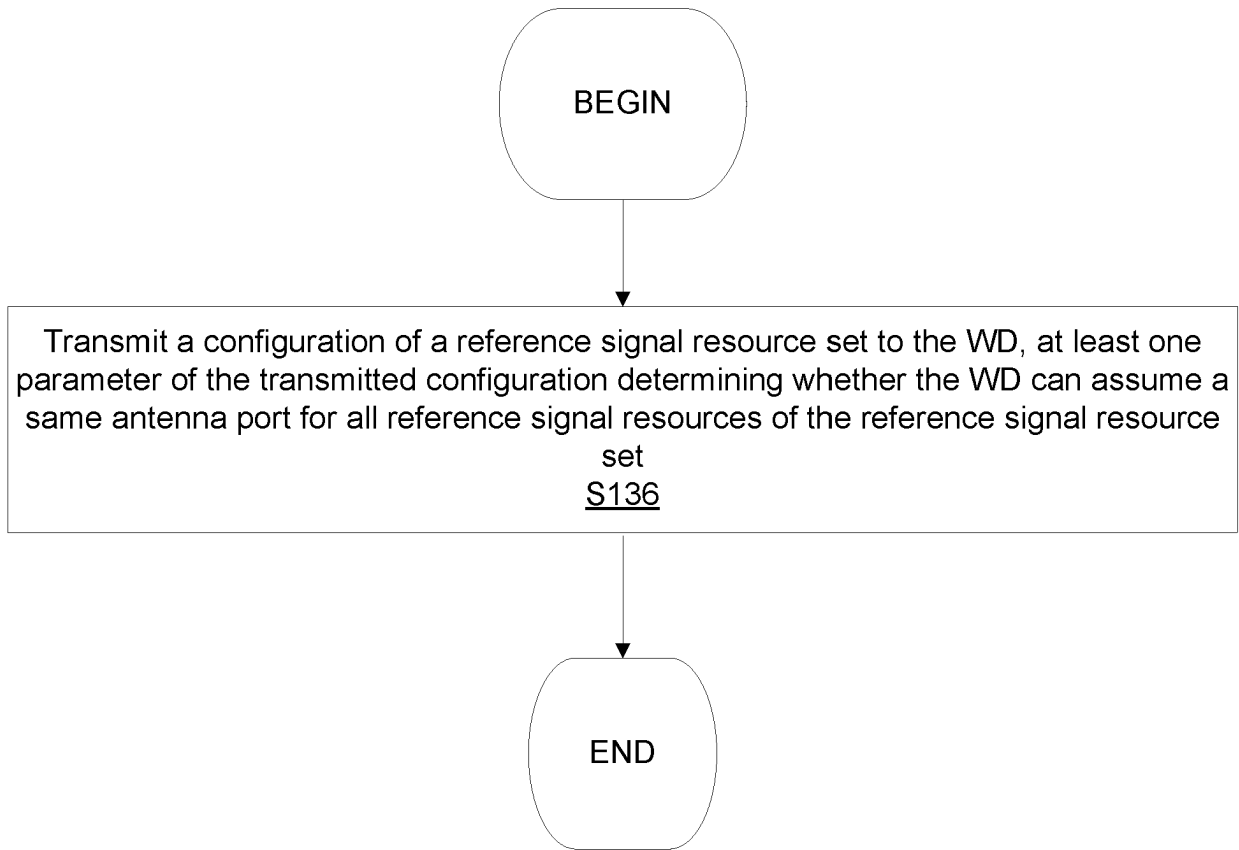 BEGIN
Transmit a configuration of a reference signal resource set to the WD, at least one
parameter of the transmitted configuration determining whether the WD can assume a
same antenna port for all reference signal resources of the reference signal resource
set
S136
END